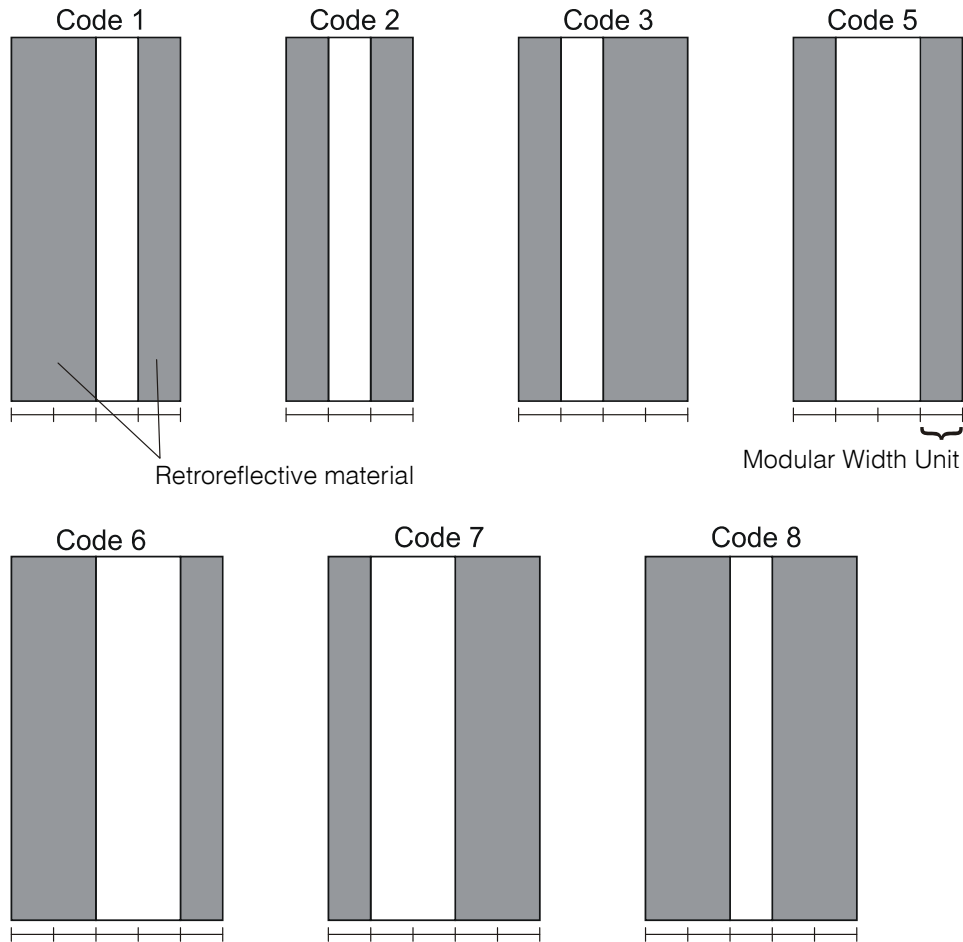 Code 1
Code 2
Code 3
Code 5
Retroreflective material
Modular Width Unit
Code 6
Code 7
Code 8